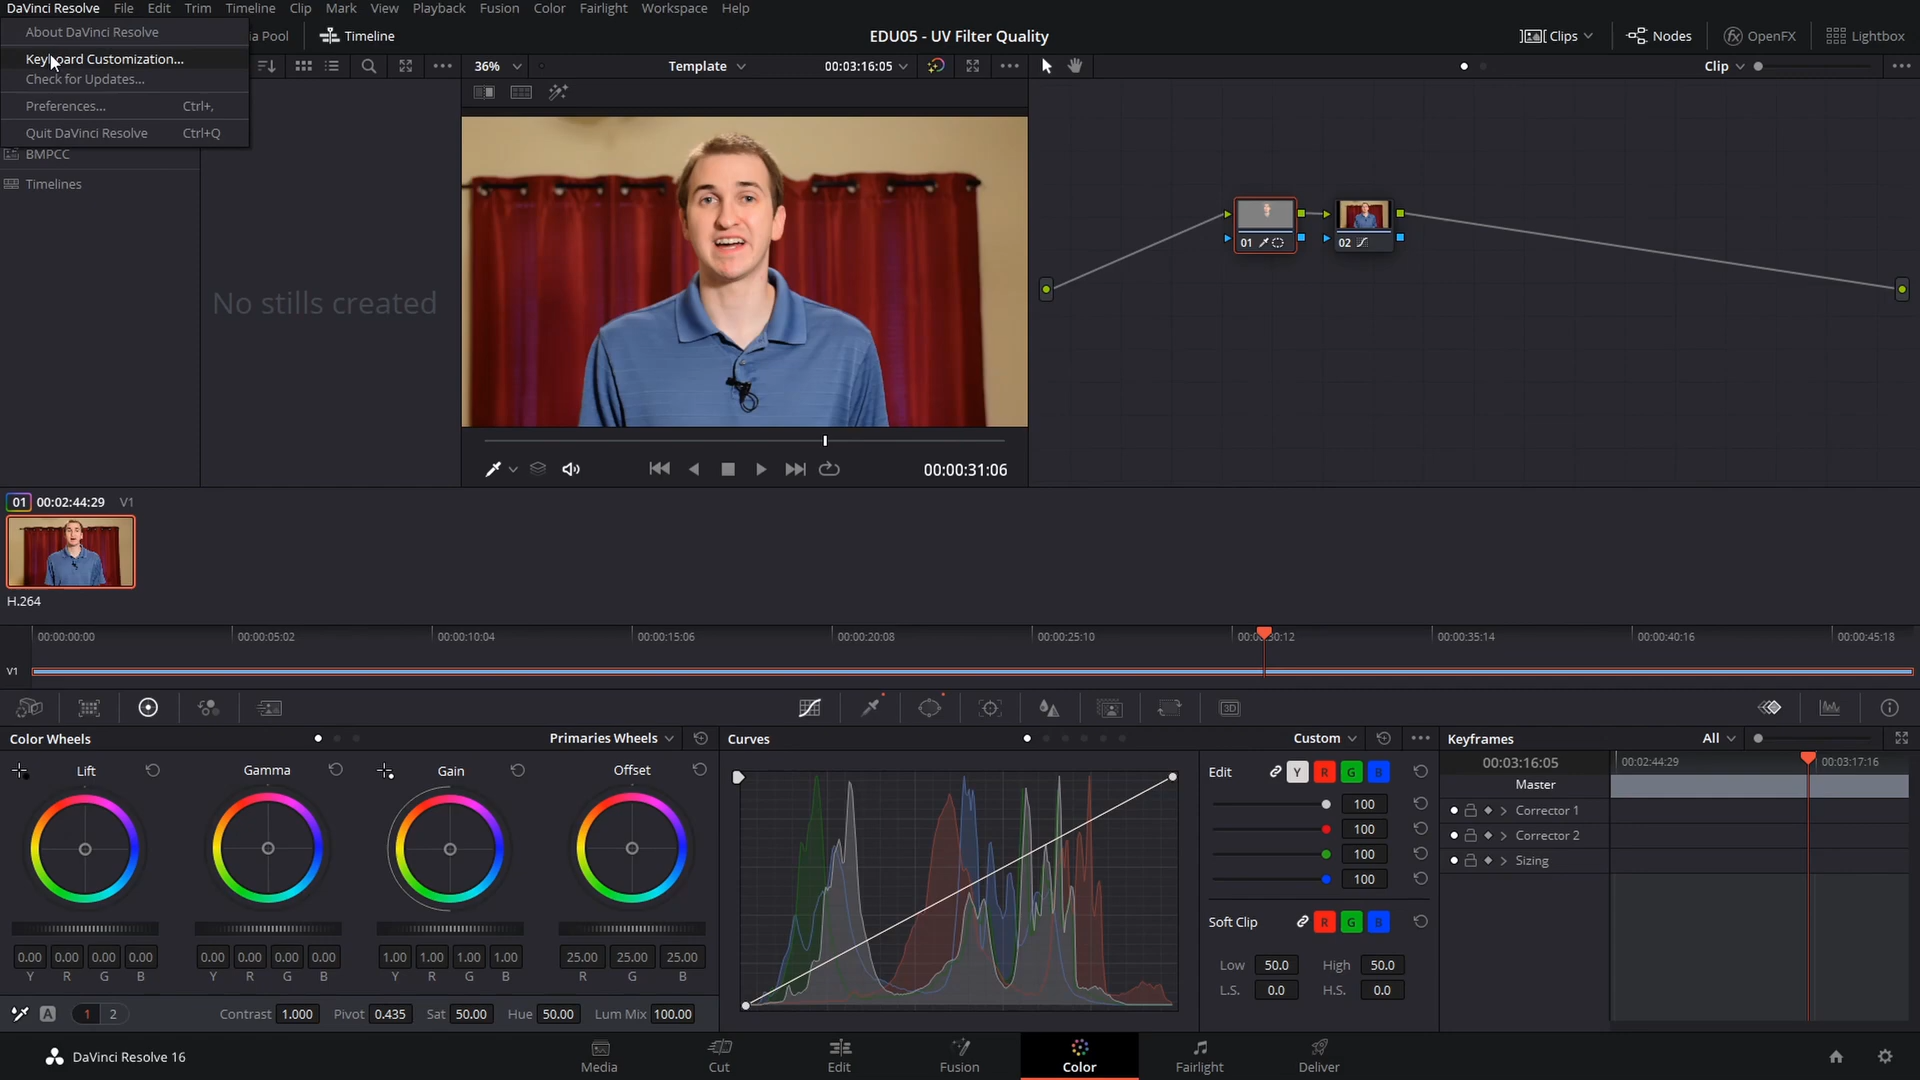 DaVinci Resolve File Edit Trim Timeline Clip Mark View Playback Fusion Color Fairlight Workspace Help
About DaVinci Resolve
Keyboard Customization...
Check for Updates...
Preferences... Ctrl+,
Quit DaVinci Resolve Ctrl+Q
a Pool Timeline EDU05 - UV Filter Quality Clips Nodes OpenFX Lightbox
36% Template 00:03:16:05 Clip
BMPCC
Timelines
No stills created
01 02
00:00:31:06
01 00:02:44:29 V1
H.264
00:00:00:00 00:00:05:02 00:00:10:04 00:00:15:06 00:00:20:08 00:00:25:10 00:00:30:12 00:00:35:14 00:00:40:16 00:00:45:18
V1
3D
Color Wheels Primaries Wheels Curves Custom Keyframes All
Lift Gamma Gain Offset
Edit Y R G B
100
100
100
100
Soft Clip R G B
Low 50.0 High 50.0
L.S. 0.0 H.S. 0.0
00:03:16:05 00:02:44:29 00:03:17:16
Master
Corrector 1
Corrector 2
Sizing
0.00 0.00 0.00 0.00 0.00 0.00 0.00 0.00 1.00 1.00 1.00 1.00 25.00 25.00 25.00
Y R G B Y R G B Y R G B R G B
A 1 2 Contrast 1.000 Pivot 0.435 Sat 50.00 Hue 50.00 Lum Mix 100.00
DaVinci Resolve 16 Media Cut Edit Fusion Color Fairlight Deliver